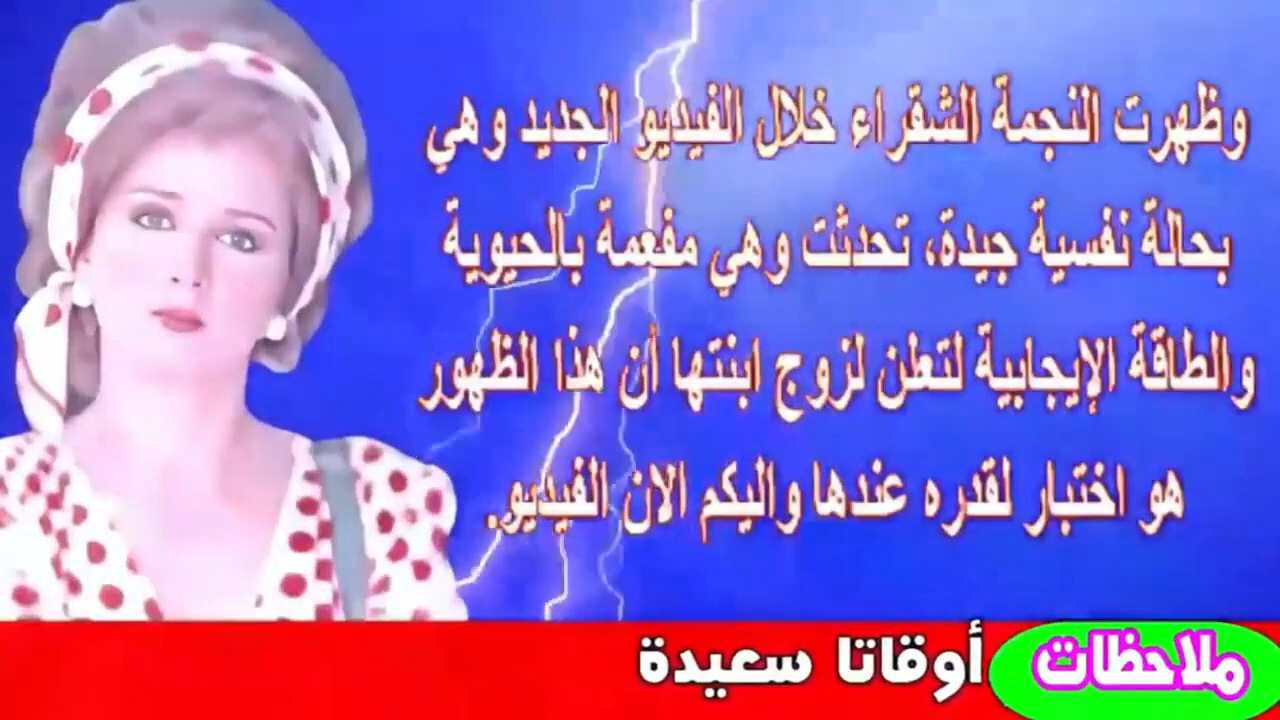 وظهرت النجمة الشقراء خلال الفيديو الجديد وهي
بحالة نفسية جيدة، تحدثت وهي مفعمة بالحيوية
والطاقة الإيجابية لتعلن لزوج ابنتها أن هذا الظهور
هو اختبار لقدره عندها واليكم الان الفيديو.
ملاحظات أوقاتا سعيدة